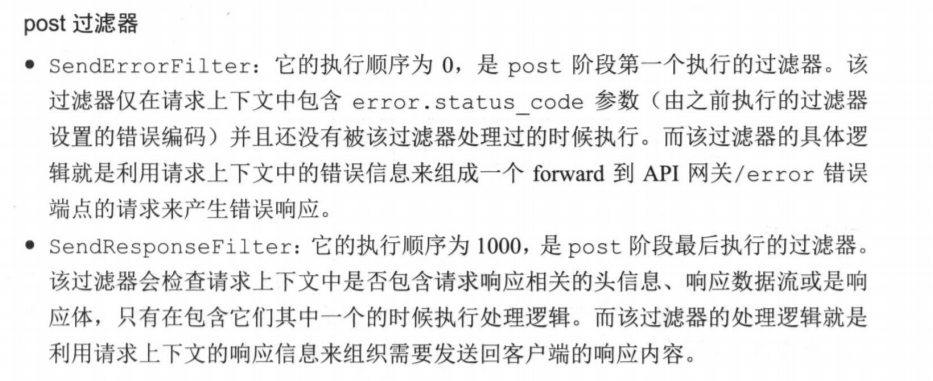 post 过滤器
● SendErrorFilter：它的执行顺序为 0，是 post 阶段第一个执行的过滤器。该
过滤器仅在请求上下文中包含 error.status_code 参数（由之前执行的过滤器
设置的错误编码）并且还没有被该过滤器处理过的时候执行。而该过滤器的具体逻
辑就是利用请求上下文中的错误信息来组成一个 forward 到 API 网关/error 错误
端点的请求来产生错误响应。
● SendResponseFilter：它的执行顺序为 1000，是 post 阶段最后执行的过滤器。
该过滤器会检查请求上下文中是否包含请求响应相关的头信息、响应数据流或是响
应体，只有在包含它们其中一个的时候执行处理逻辑。而该过滤器的处理逻辑就是
利用请求上下文的响应信息来组织需要发送回客户端的响应内容。